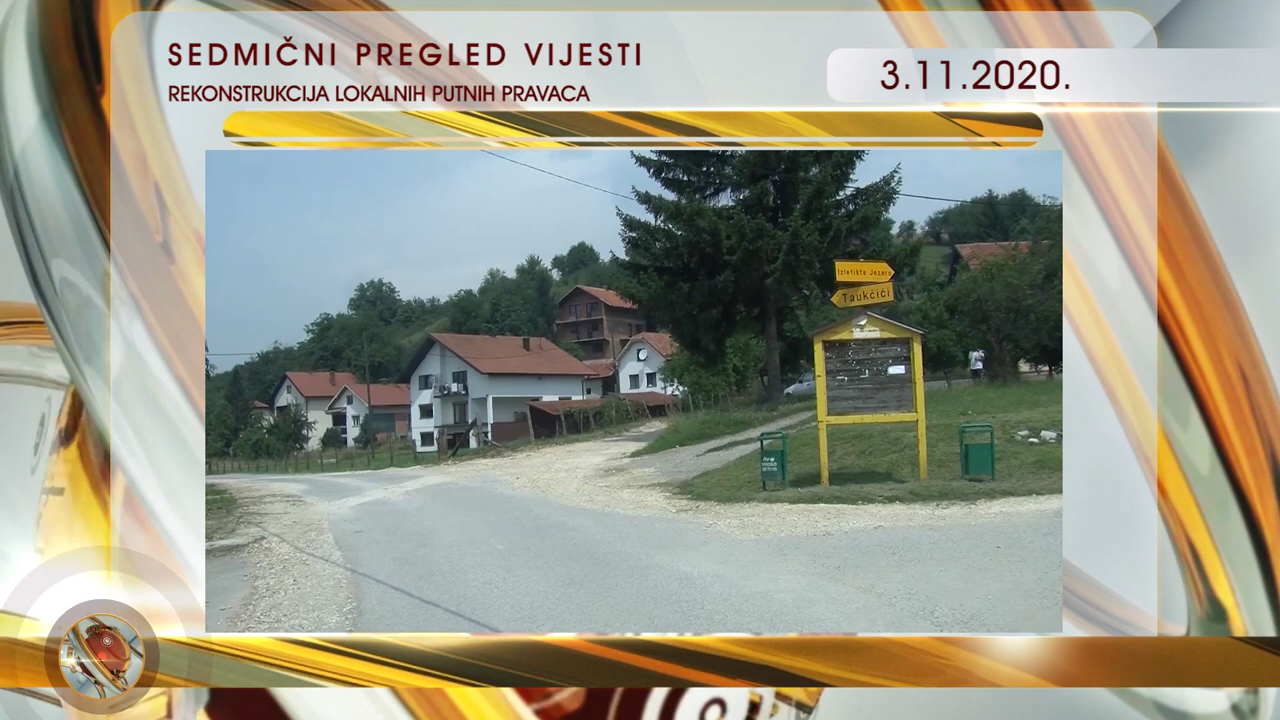 SEDMIČNI PREGLED VIJESTI
REKONSTRUKCIJA LOKALNIH PUTNIH PRAVACA
3.11.2020.
Izletište Jezero
Taukčići